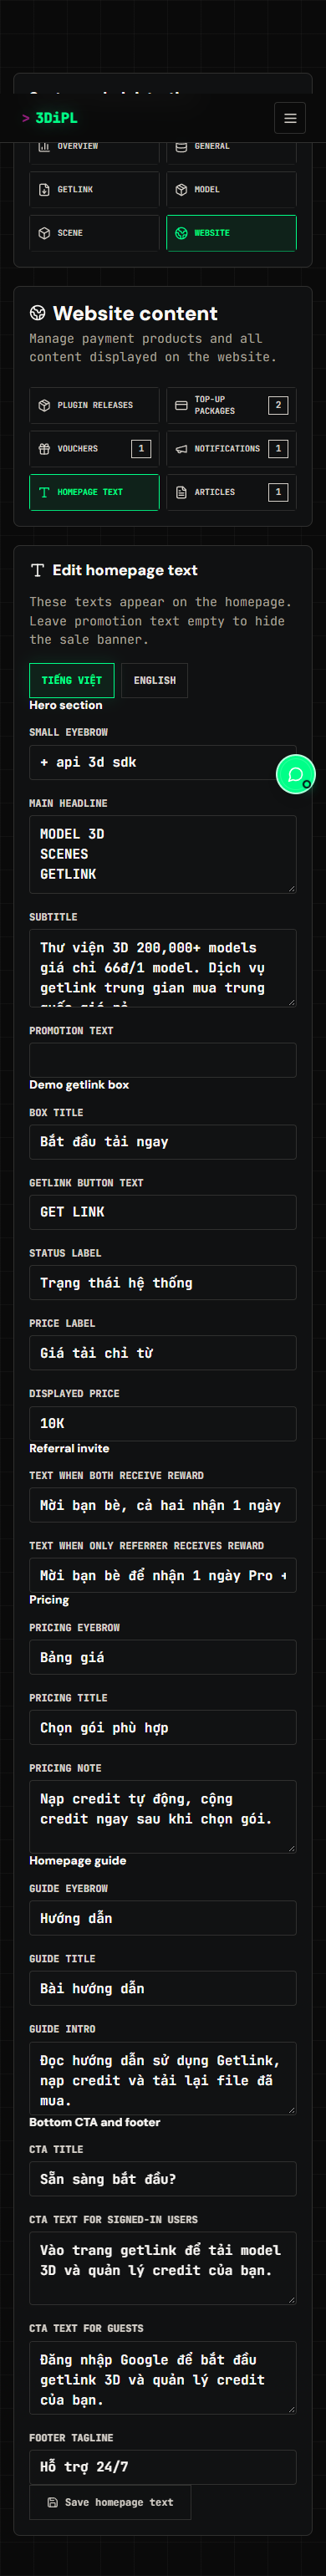 > 3DiPL
OVERVIEW
GENERAL
GETLINK
MODEL
SCENE
WEBSITE
Website content
Manage payment products and all
content displayed on the website.
PLUGIN RELEASES
TOP-UP
PACKAGES
2
VOUCHERS
1
NOTIFICATIONS
1
HOMEPAGE TEXT
ARTICLES
1
Edit homepage text
These texts appear on the homepage.
Leave promotion text empty to hide
the sale banner.
TIẾNG VIỆT
ENGLISH
Hero section
SMALL EYEBROW
+ api 3d sdk
MAIN HEADLINE
MODEL 3D
SCENES
GETLINK
SUBTITLE
Thư viện 3D 200,000+ models
giá chỉ 66đ/1 model. Dịch vụ
getlink trung gian mua trung
PROMOTION TEXT
Demo getlink box
BOX TITLE
Bắt đầu tải ngay
GETLINK BUTTON TEXT
GET LINK
STATUS LABEL
Trạng thái hệ thống
PRICE LABEL
Giá tải chỉ từ
DISPLAYED PRICE
10K
Referral invite
TEXT WHEN BOTH RECEIVE REWARD
Mời bạn bè, cả hai nhận 1 ngày
TEXT WHEN ONLY REFERRER RECEIVES REWARD
Mời bạn bè để nhận 1 ngày Pro +
Pricing
PRICING EYEBROW
Bảng giá
PRICING TITLE
Chọn gói phù hợp
PRICING NOTE
Nạp credit tự động, cộng
credit ngay sau khi chọn gói.
Homepage guide
GUIDE EYEBROW
Hướng dẫn
GUIDE TITLE
Bài hướng dẫn
GUIDE INTRO
Đọc hướng dẫn sử dụng Getlink,
nạp credit và tải lại file đã
mua.
Bottom CTA and footer
CTA TITLE
Sẵn sàng bắt đầu?
CTA TEXT FOR SIGNED-IN USERS
Vào trang getlink để tải model
3D và quản lý credit của bạn.
CTA TEXT FOR GUESTS
Đăng nhập Google để bắt đầu
getlink 3D và quản lý credit
của bạn.
FOOTER TAGLINE
Hỗ trợ 24/7
Save homepage text